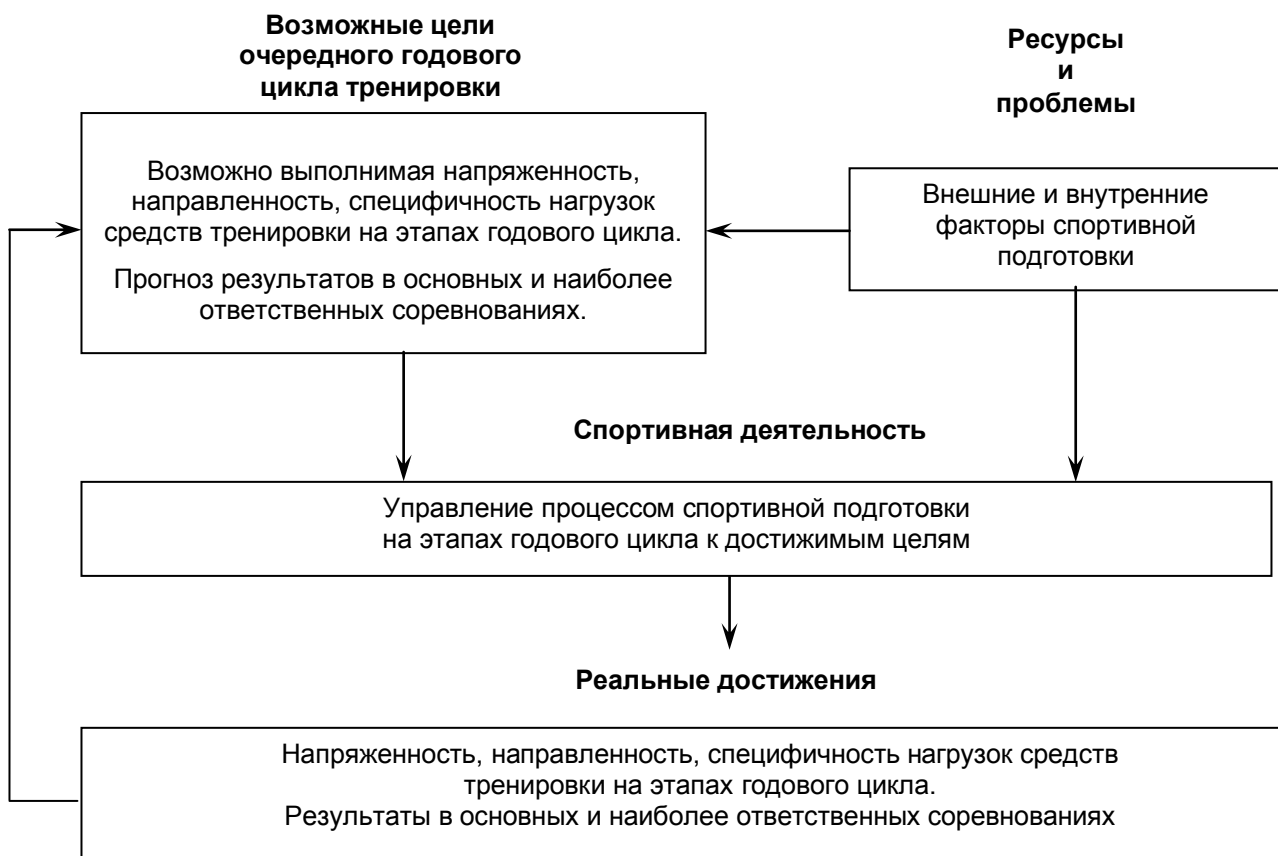 Возможные цели
очередного годового
цикла тренировки
Ресурсы
и
проблемы
Возможно выполнимая напряженность,
направленность, специфичность нагрузок
средств тренировки на этапах годового цикла.
Прогноз результатов в основных и наиболее
ответственных соревнованиях.
Внешние и внутренние
факторы спортивной
подготовки
Спортивная деятельность
Управление процессом спортивной подготовки
на этапах годового цикла к достижимым целям
Реальные достижения
Напряженность, направленность, специфичность нагрузок средств
тренировки на этапах годового цикла.
Результаты в основных и наиболее ответственных соревнованиях